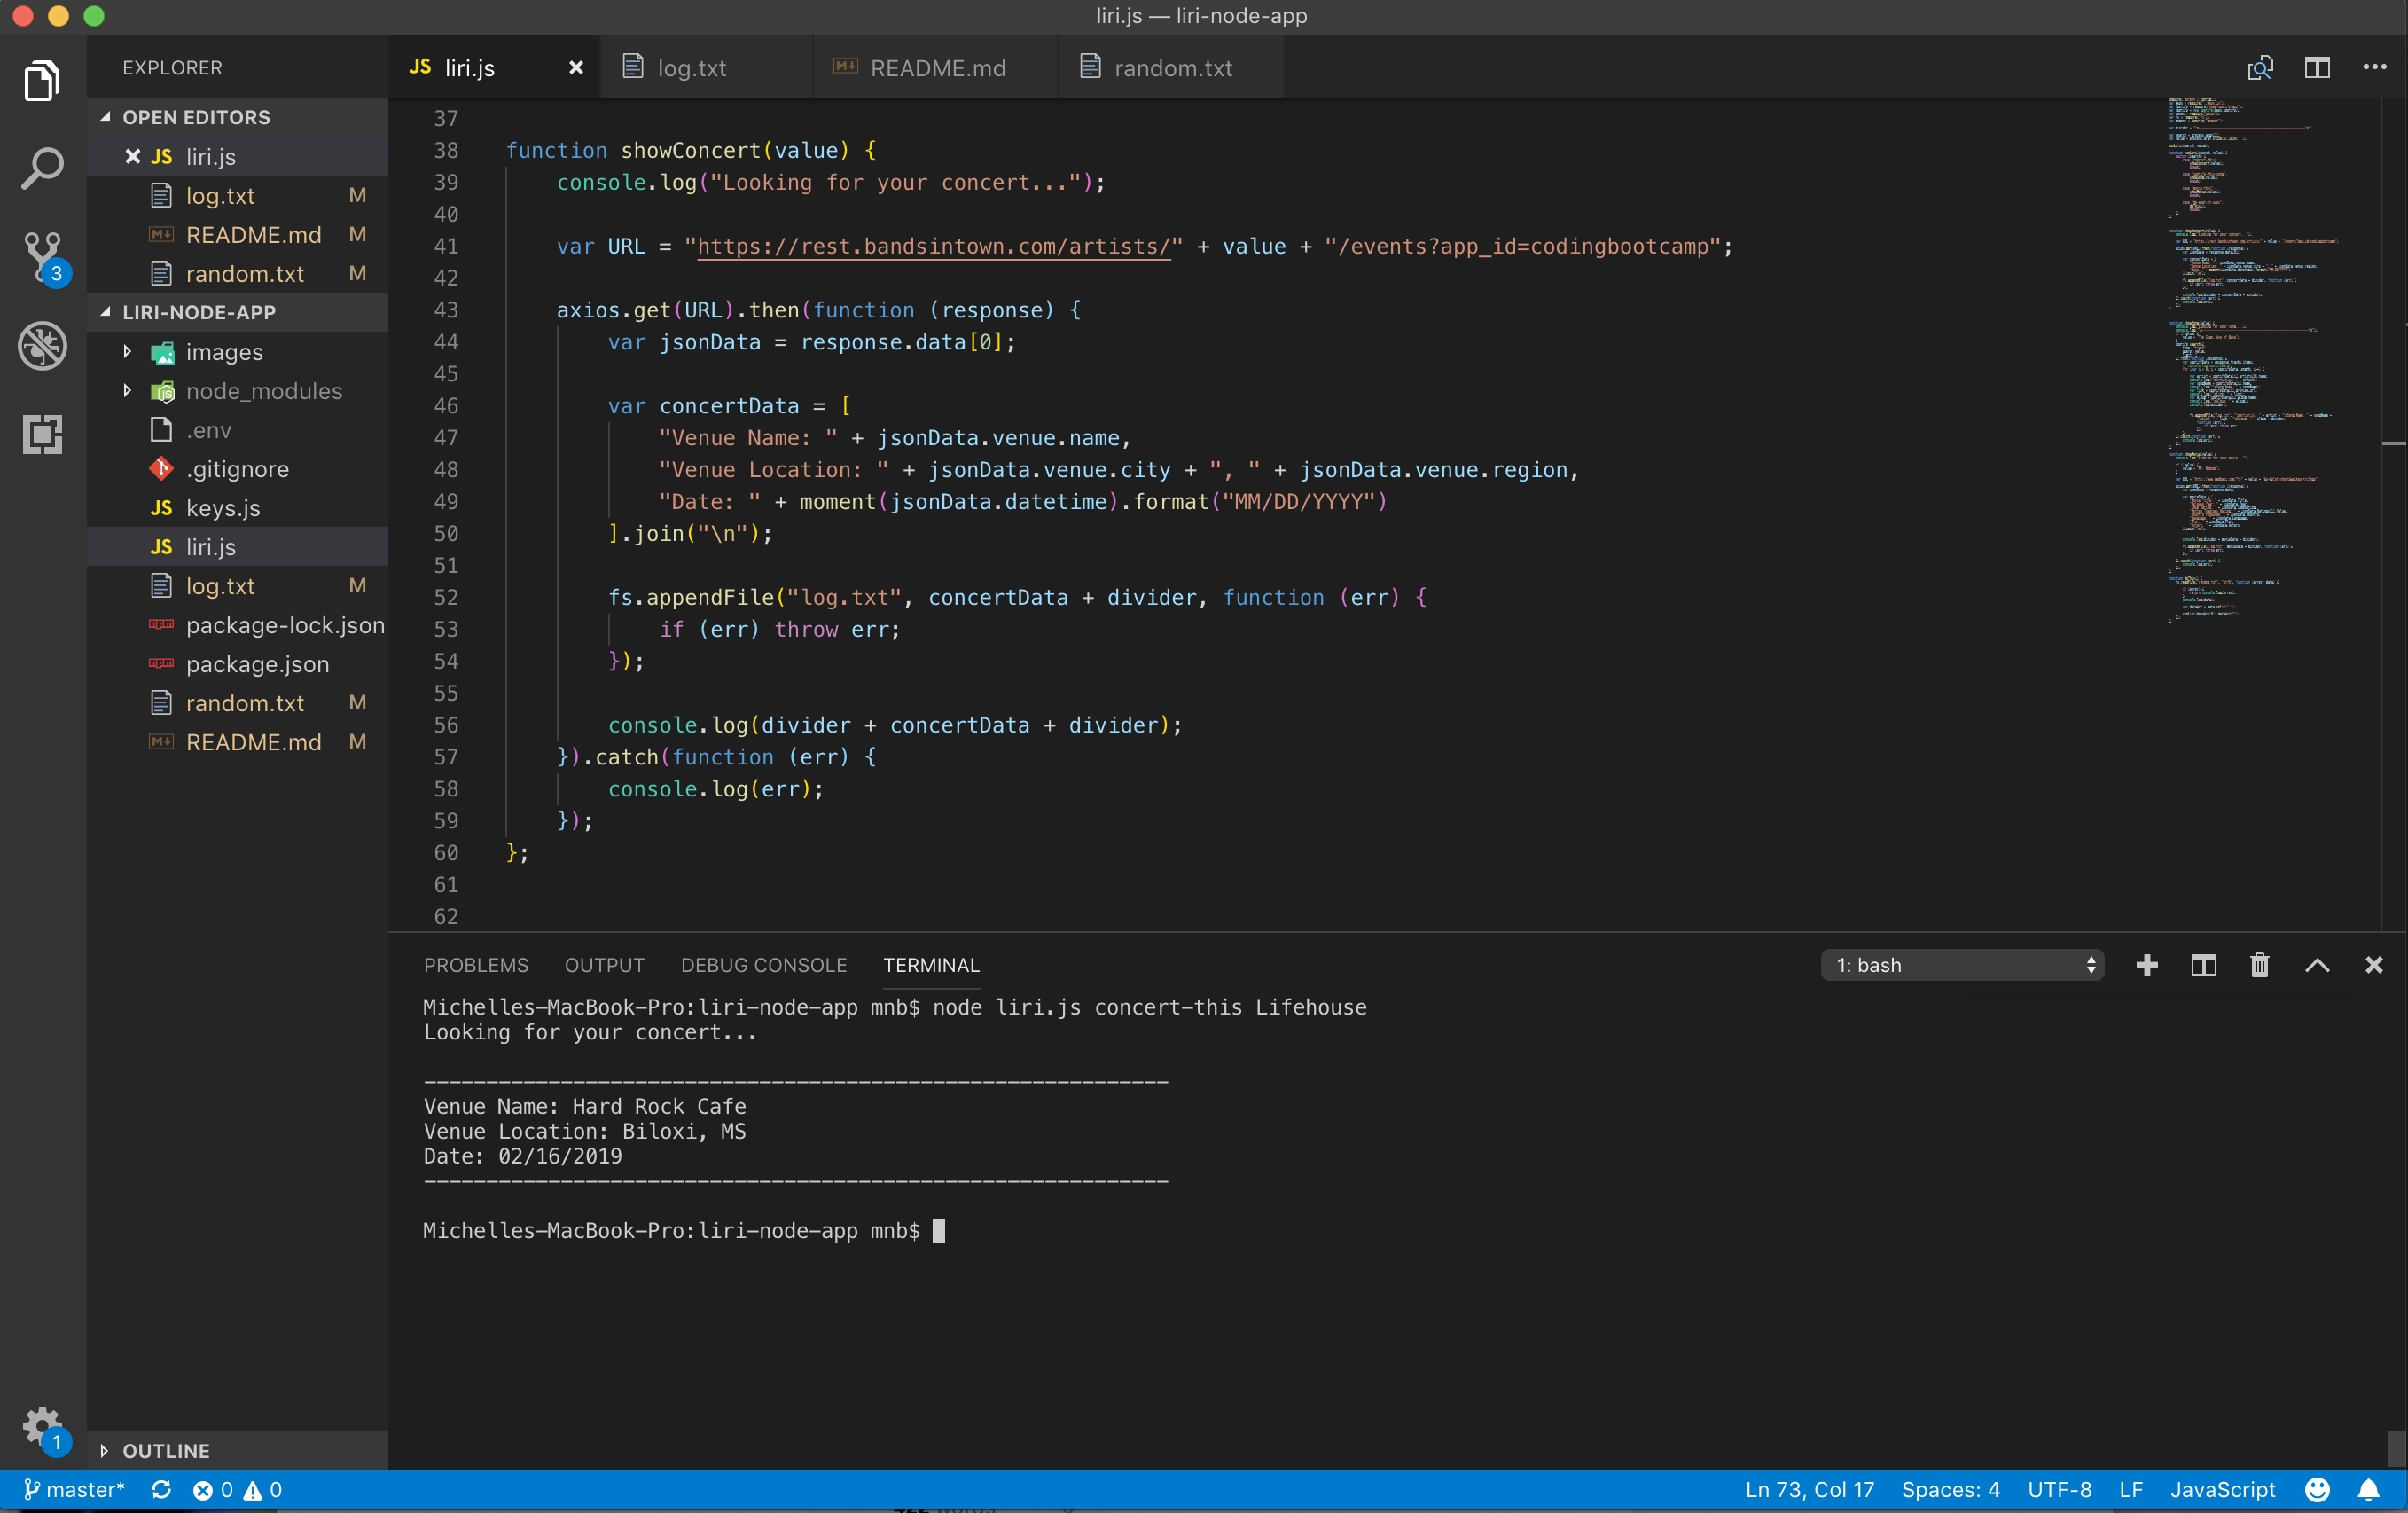 liri.js — liri-node-app
EXPLORER
OPEN EDITORS
JS liri.js
log.txt M
README.md M
random.txt M
LIRI-NODE-APP
images
node_modules
.env
.gitignore
JS keys.js
JS liri.js
log.txt M
package-lock.json
package.json
random.txt M
README.md M
OUTLINE
3
1
JS liri.js
log.txt
README.md
random.txt
37
38 function showConcert(value) {
39     console.log("Looking for your concert...");
40
41     var URL = "https://rest.bandsintown.com/artists/" + value + "/events?app_id=codingbootcamp";
42
43     axios.get(URL).then(function (response) {
44         var jsonData = response.data[0];
45
46         var concertData = [
47             "Venue Name: " + jsonData.venue.name,
48             "Venue Location: " + jsonData.venue.city + ", " + jsonData.venue.region,
49             "Date: " + moment(jsonData.datetime).format("MM/DD/YYYY")
50         ].join("\n");
51
52         fs.appendFile("log.txt", concertData + divider, function (err) {
53             if (err) throw err;
54         });
55
56         console.log(divider + concertData + divider);
57     }).catch(function (err) {
58         console.log(err);
59     });
60 };
61
62
PROBLEMS OUTPUT DEBUG CONSOLE TERMINAL
1: bash
Michelles-MacBook-Pro:liri-node-app mnb$ node liri.js concert-this Lifehouse
Looking for your concert...
------------------------------------------------------------
Venue Name: Hard Rock Cafe
Venue Location: Biloxi, MS
Date: 02/16/2019
------------------------------------------------------------
Michelles-MacBook-Pro:liri-node-app mnb$
master* 0 0 Ln 73, Col 17 Spaces: 4 UTF-8 LF JavaScript